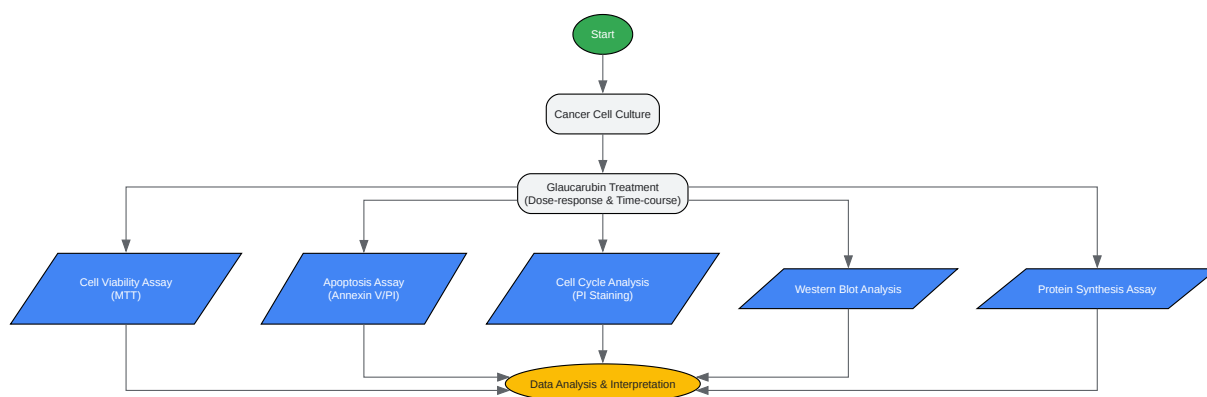 Start
Cancer Cell Culture
Glaucarubin Treatment
(Dose-response & Time-course)
Cell Viability Assay
(MTT)
Apoptosis Assay
(Annexin V/PI)
Cell Cycle Analysis
(PI Staining)
Western Blot Analysis
Protein Synthesis Assay
Data Analysis & Interpretation